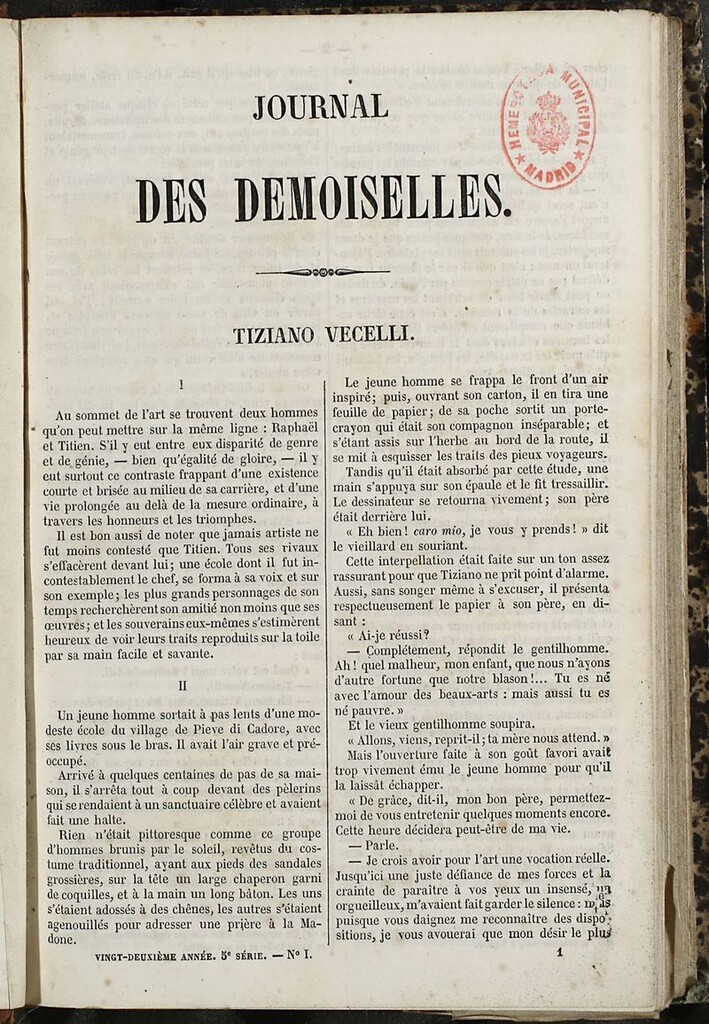 JOURNAL
DES DEMOISELLES.
HEMEROTECA MUNICIPAL
★ MADRID ★
TIZIANO VECELLI.
I
Au sommet de l'art se trouvent deux hommes
qu'on peut mettre sur la même ligne : Raphaël
et Titien. S'il y eut entre eux disparité de genre
et de génie, — bien qu'égalité de gloire, — il y
eut surtout ce contraste frappant d'une existence
courte et brisée au milieu de sa carrière, et d'une
vie prolongée au delà de la mesure ordinaire, à
travers les honneurs et les triomphes.
Il est bon aussi de noter que jamais artiste ne
fut moins contesté que Titien. Tous ses rivaux
s'effacèrent devant lui; une école dont il fut in-
contestablement le chef, se forma à sa voix et sur
son exemple; les plus grands personnages de son
temps recherchèrent son amitié non moins que ses
œuvres; et les souverains eux-mêmes s'estimèrent
heureux de voir leurs traits reproduits sur la toile
par sa main facile et savante.
II
Un jeune homme sortait à pas lents d'une mo-
deste école du village de Pieve di Cadore, avec
ses livres sous le bras. Il avait l'air grave et pré-
occupé.
Arrivé à quelques centaines de pas de sa mai-
son, il s'arrêta tout à coup devant des pèlerins
qui se rendaient à un sanctuaire célèbre et avaient
fait une halte.
Rien n'était pittoresque comme ce groupe
d'hommes brunis par le soleil, revêtus du cos-
tume traditionnel, ayant aux pieds des sandales
grossières, sur la tête un large chaperon garni
de coquilles, et à la main un long bâton. Les uns
s'étaient adossés à des chênes, les autres s'étaient
agenouillés pour adresser une prière à la Ma-
done.
Le jeune homme se frappa le front d'un air
inspiré; puis, ouvrant son carton, il en tira une
feuille de papier; de sa poche sortit un porte-
crayon qui était son compagnon inséparable; et
s'étant assis sur l'herbe au bord de la route, il
se mit à esquisser les traits des pieux voyageurs.
Tandis qu'il était absorbé par cette étude, une
main s'appuya sur son épaule et le fit tressaillir.
Le dessinateur se retourna vivement; son père
était derrière lui.
« Eh bien! caro mio, je vous y prends! » dit
le vieillard en souriant.
Cette interpellation était faite sur un ton assez
rassurant pour que Tiziano ne prit point d'alarme.
Aussi, sans songer même à s'excuser, il présenta
respectueusement le papier à son père, en di-
sant :
« Ai-je réussi?
— Complétement, répondit le gentilhomme.
Ah! quel malheur, mon enfant, que nous n'ayons
d'autre fortune que notre blason!... Tu es né
avec l'amour des beaux-arts : mais aussi tu es
né pauvre. »
Et le vieux gentilhomme soupira.
« Allons, viens, reprit-il; ta mère nous attend. »
Mais l'ouverture faite à son goût favori avait
trop vivement ému le jeune homme pour qu'il
la laissât échapper.
« De grâce, dit-il, mon bon père, permettez-
moi de vous entretenir quelques moments encore.
Cette heure décidera peut-être de ma vie.
— Parle.
— Je crois avoir pour l'art une vocation réelle.
Jusqu'ici une juste défiance de mes forces et la
crainte de paraître à vos yeux un insensé, un
orgueilleux, m'avaient fait garder le silence : mais
puisque vous daignez me reconnaître des dispo-
sitions, je vous avouerai que mon désir le plus
VINGT-DEUXIÈME ANNÉE. 5e SÉRIE. — No I.
1